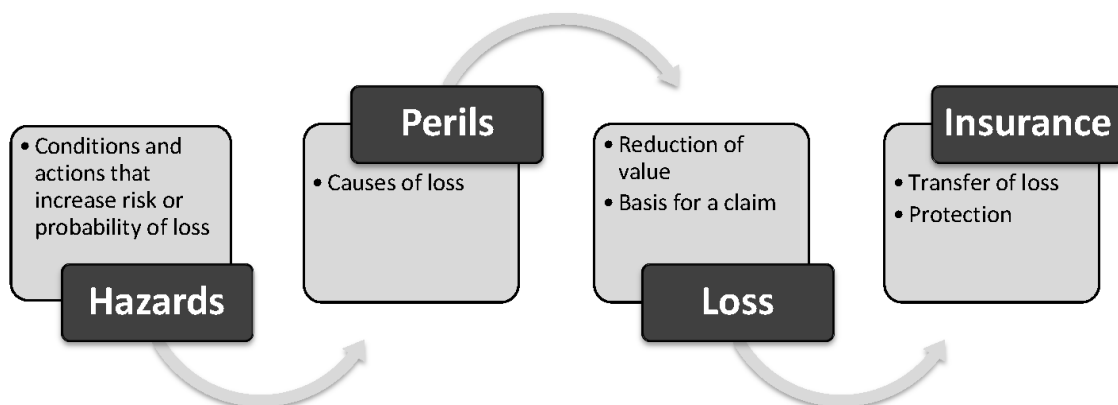 • Conditions and
actions that
increase risk or
probability of loss
Hazards
Perils
• Causes of loss
• Reduction of
value
• Basis for a claim
Loss
Insurance
• Transfer of loss
• Protection